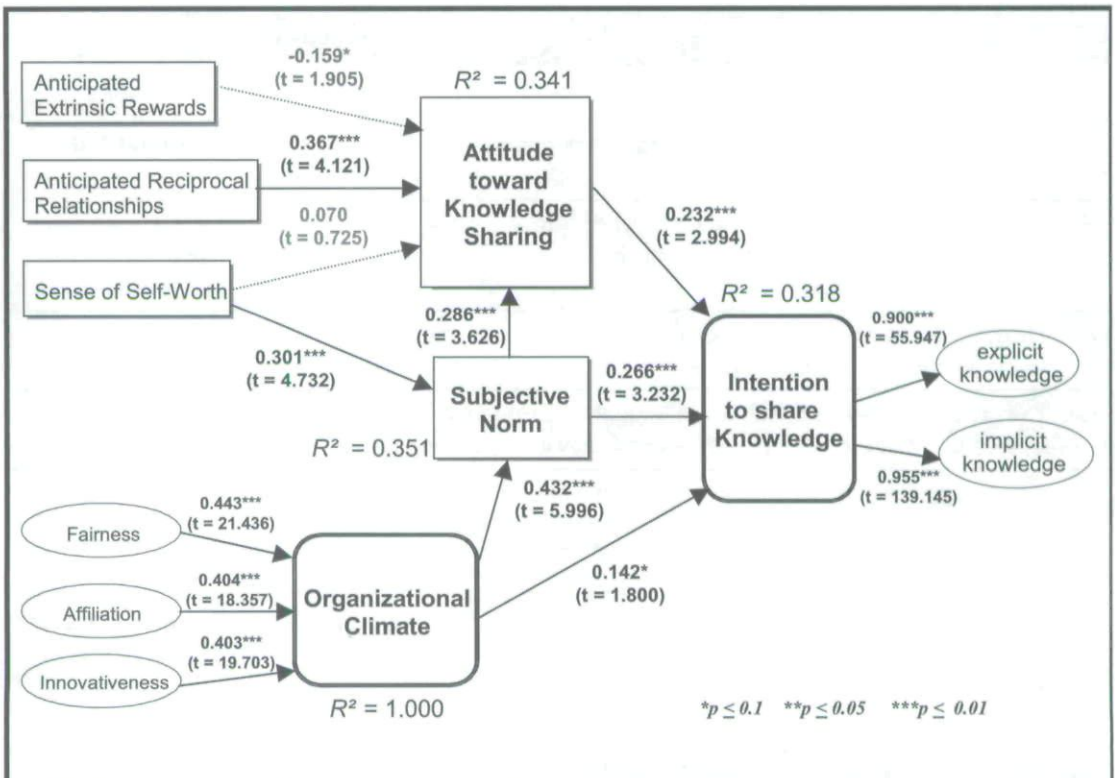 -0.159*
(t = 1.905)
R² = 0.341
Anticipated
Extrinsic Rewards
0.367***
(t = 4.121)
Attitude
toward
Knowledge
Sharing
Anticipated Reciprocal
Relationships
0.070
(t = 0.725)
0.232***
(t = 2.994)
Sense of Self-Worth
R² = 0.318
0.286***
(t = 3.626)
0.900***
(t = 55.947)
explicit
knowledge
0.301***
(t = 4.732)
0.266***
(t = 3.232)
Subjective
Norm
Intention
to share
Knowledge
R² = 0.351
implicit
knowledge
0.955***
(t = 139.145)
0.432***
(t = 5.996)
0.443***
(t = 21.436)
Fairness
0.404***
(t = 18.357)
Affiliation
Organizational
Climate
0.142*
(t = 1.800)
0.403***
(t = 19.703)
Innovativeness
R² = 1.000
*p ≤ 0.1 **p ≤ 0.05 ***p ≤ 0.01